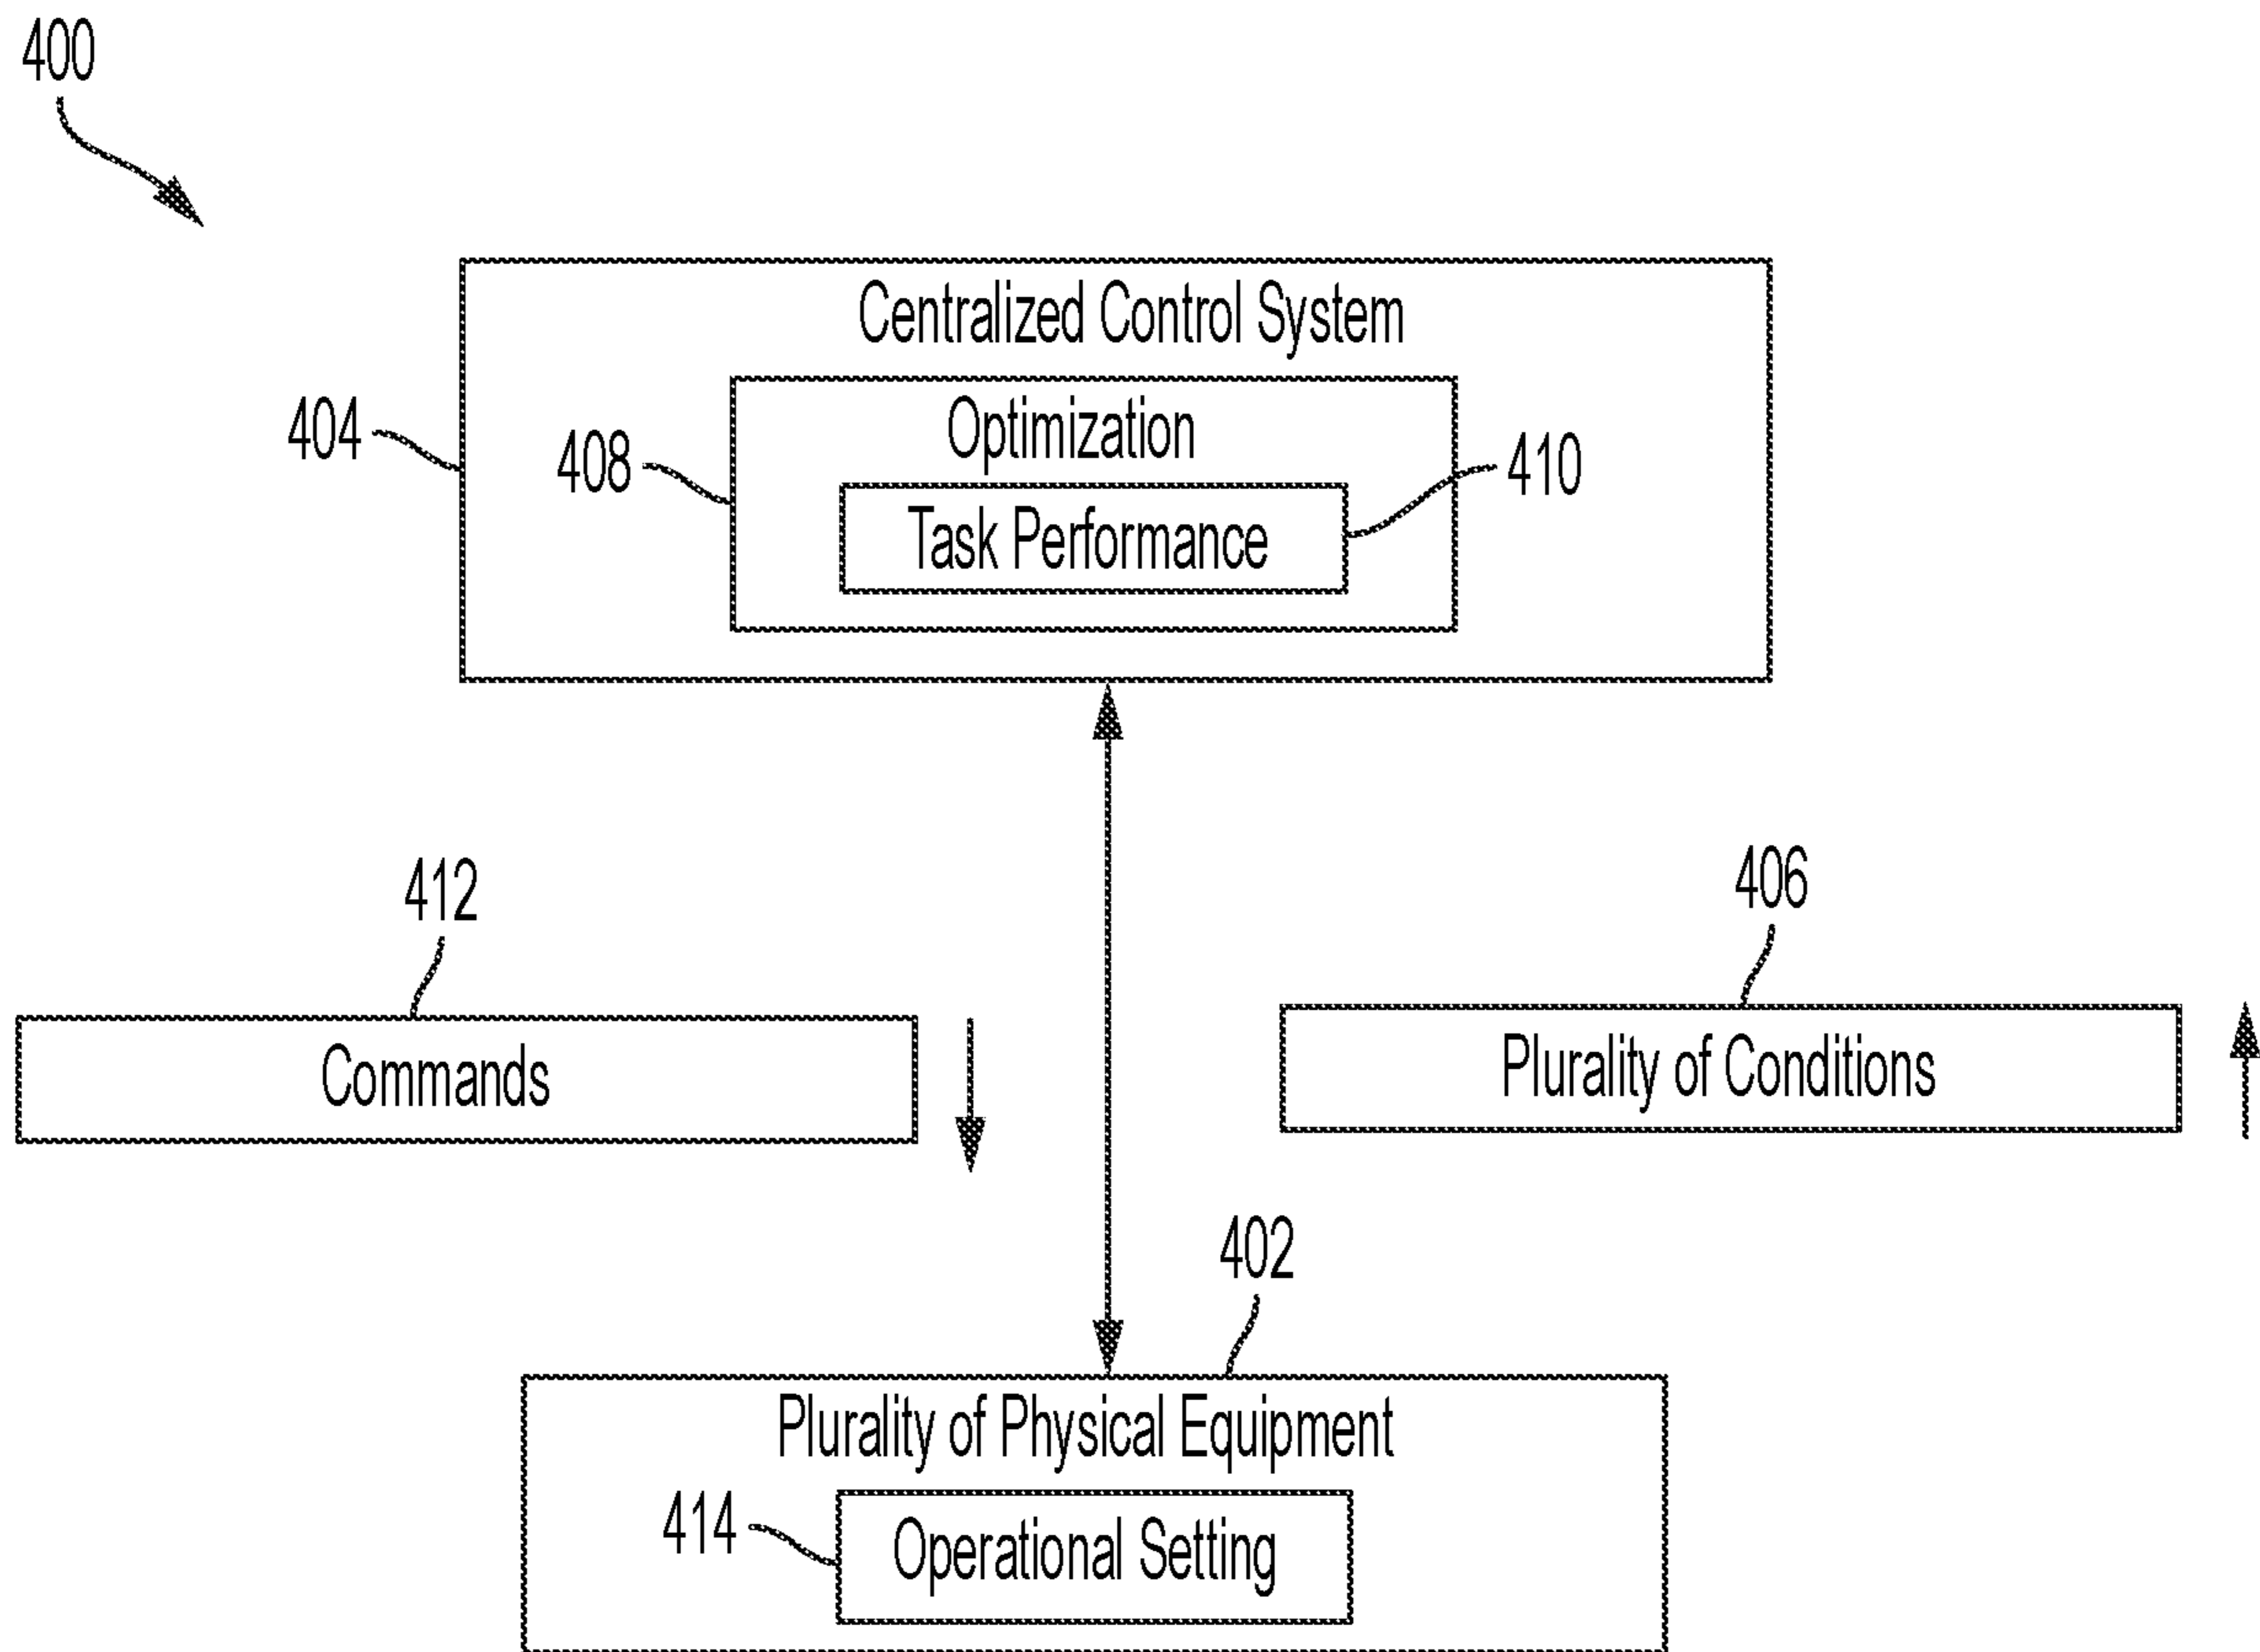 400
Centralized Control System
404
Optimization
408
410
Task Performance
412
406
Commands
Plurality of Conditions
402
Plurality of Physical Equipment
414
Operational Setting